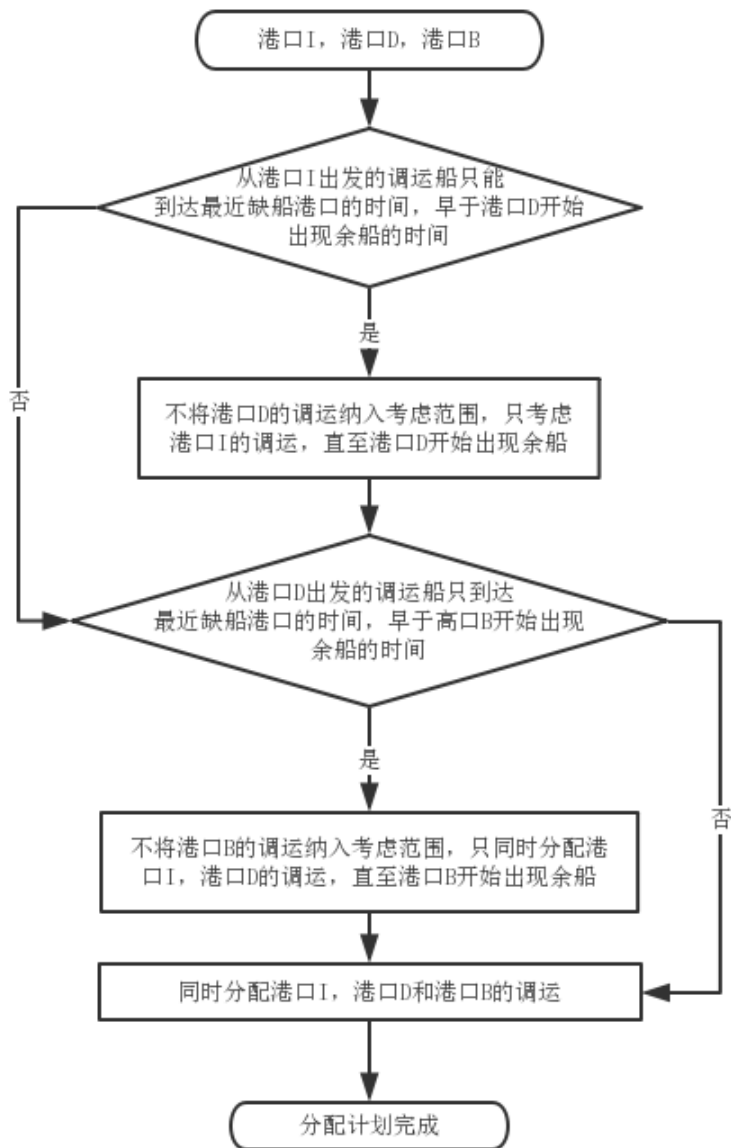 港口I，港口D，港口B
从港口I出发的调运船只能
到达最近缺船港口的时间，早于港口D开始
出现余船的时间
是
否
不将港口D的调运纳入考虑范围，只考虑
港口I的调运，直至港口D开始出现余船
从港口D出发的调运船只到达
最近缺船港口的时间，早于高口B开始出现
余船的时间
是
否
不将港口B的调运纳入考虑范围，只同时分配港
口I，港口D的调运，直至港口B开始出现余船
同时分配港口I，港口D和港口B的调运
分配计划完成